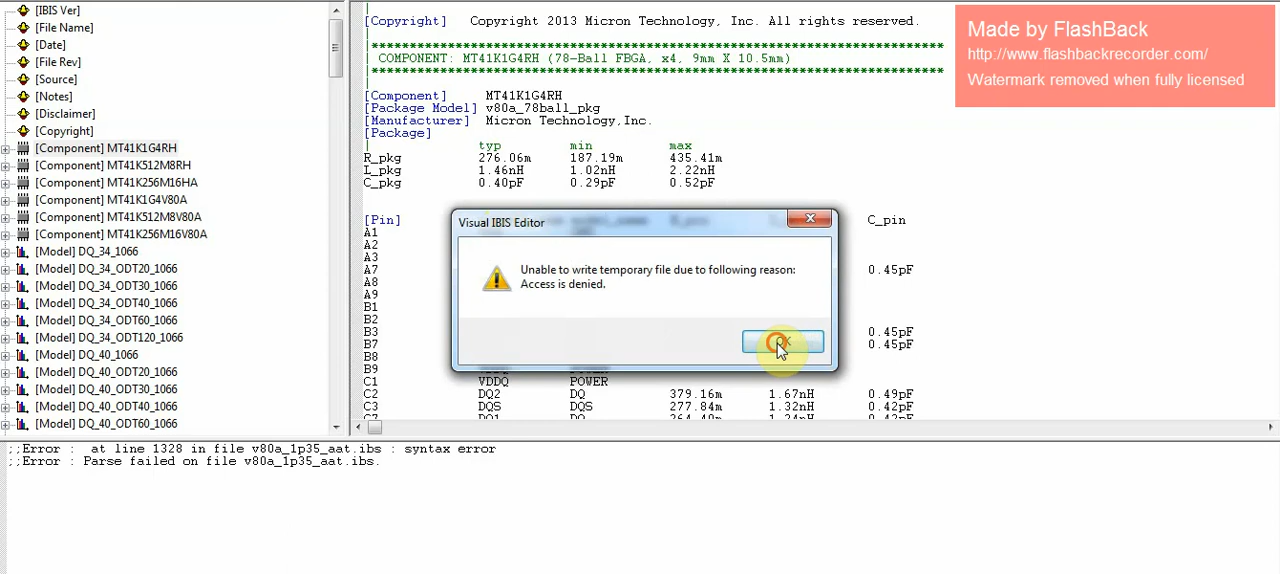 [IBIS Ver]
[File Name]
[Date]
[File Rev]
[Source]
[Notes]
[Disclaimer]
[Copyright]
[Component] MT41K1G4RH
[Component] MT41K512M8RH
[Component] MT41K256M16HA
[Component] MT41K1G4V80A
[Component] MT41K512M8V80A
[Component] MT41K256M16V80A
[Model] DQ_34_1066
[Model] DQ_34_ODT20_1066
[Model] DQ_34_ODT30_1066
[Model] DQ_34_ODT40_1066
[Model] DQ_34_ODT60_1066
[Model] DQ_34_ODT120_1066
[Model] DQ_40_1066
[Model] DQ_40_ODT20_1066
[Model] DQ_40_ODT30_1066
[Model] DQ_40_ODT40_1066
[Model] DQ_40_ODT60_1066
|
[Copyright] Copyright 2013 Micron Technology, Inc. All rights reserved.
|
|************************************************************************
| COMPONENT: MT41K1G4RH (78-Ball FBGA, x4, 9mm X 10.5mm)
|************************************************************************
|
[Component] MT41K1G4RH
[Package Model] v80a_78ball_pkg
[Manufacturer] Micron Technology,Inc.
[Package]
| typ min max
R_pkg 276.06m 187.19m 435.41m
L_pkg 1.46nH 1.02nH 2.22nH
C_pkg 0.40pF 0.29pF 0.52pF
[Pin] C_pin
A1
A2
A3
A7 0.45pF
A8
A9
B1
B2
B3 0.45pF
B7 0.45pF
B8
B9
C1 VDDQ POWER
C2 DQ2 DQ 379.16m 1.67nH 0.49pF
C3 DQS DQS 277.84m 1.32nH 0.42pF
Visual IBIS Editor
Unable to write temporary file due to following reason:
Access is denied.
OK
Made by FlashBack
http://www.flashbackrecorder.com/
Watermark removed when fully licensed
;;Error : at line 1328 in file v80a_1p35_aat.ibs : syntax error
;;Error : Parse failed on file v80a_1p35_aat.ibs.